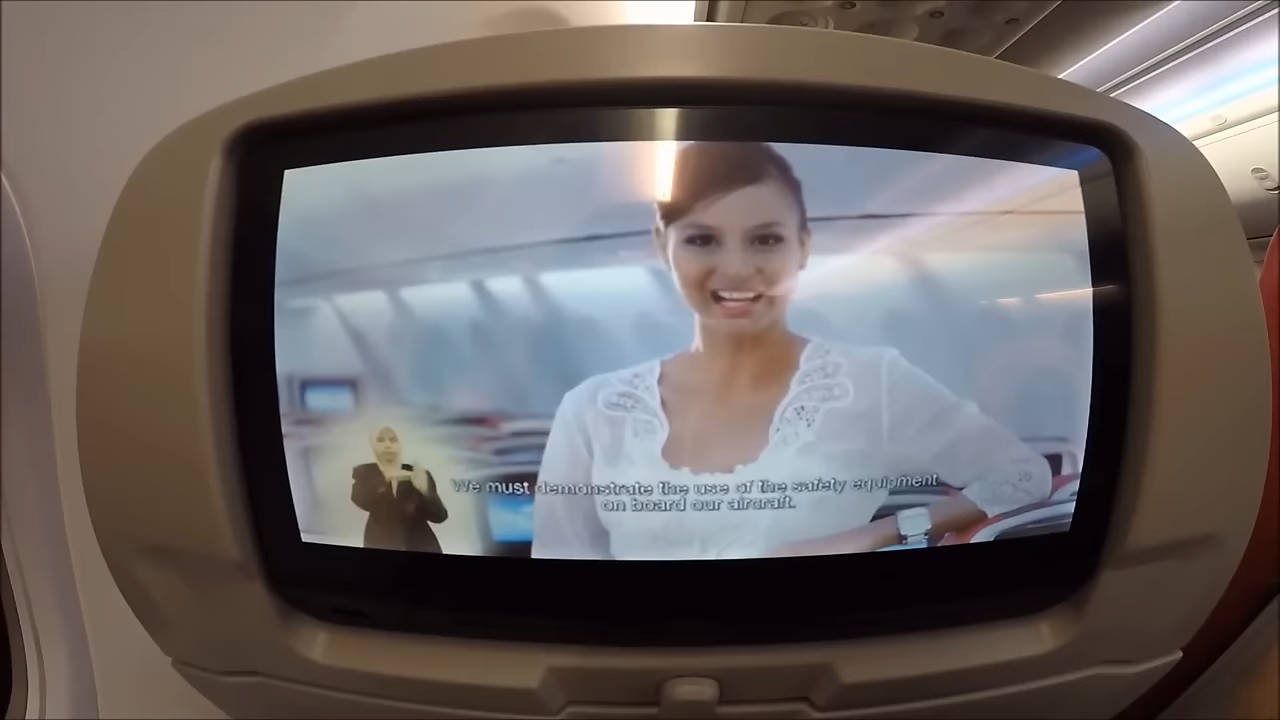 We must demonstrate the use of the safety equipment
on board our aircraft.